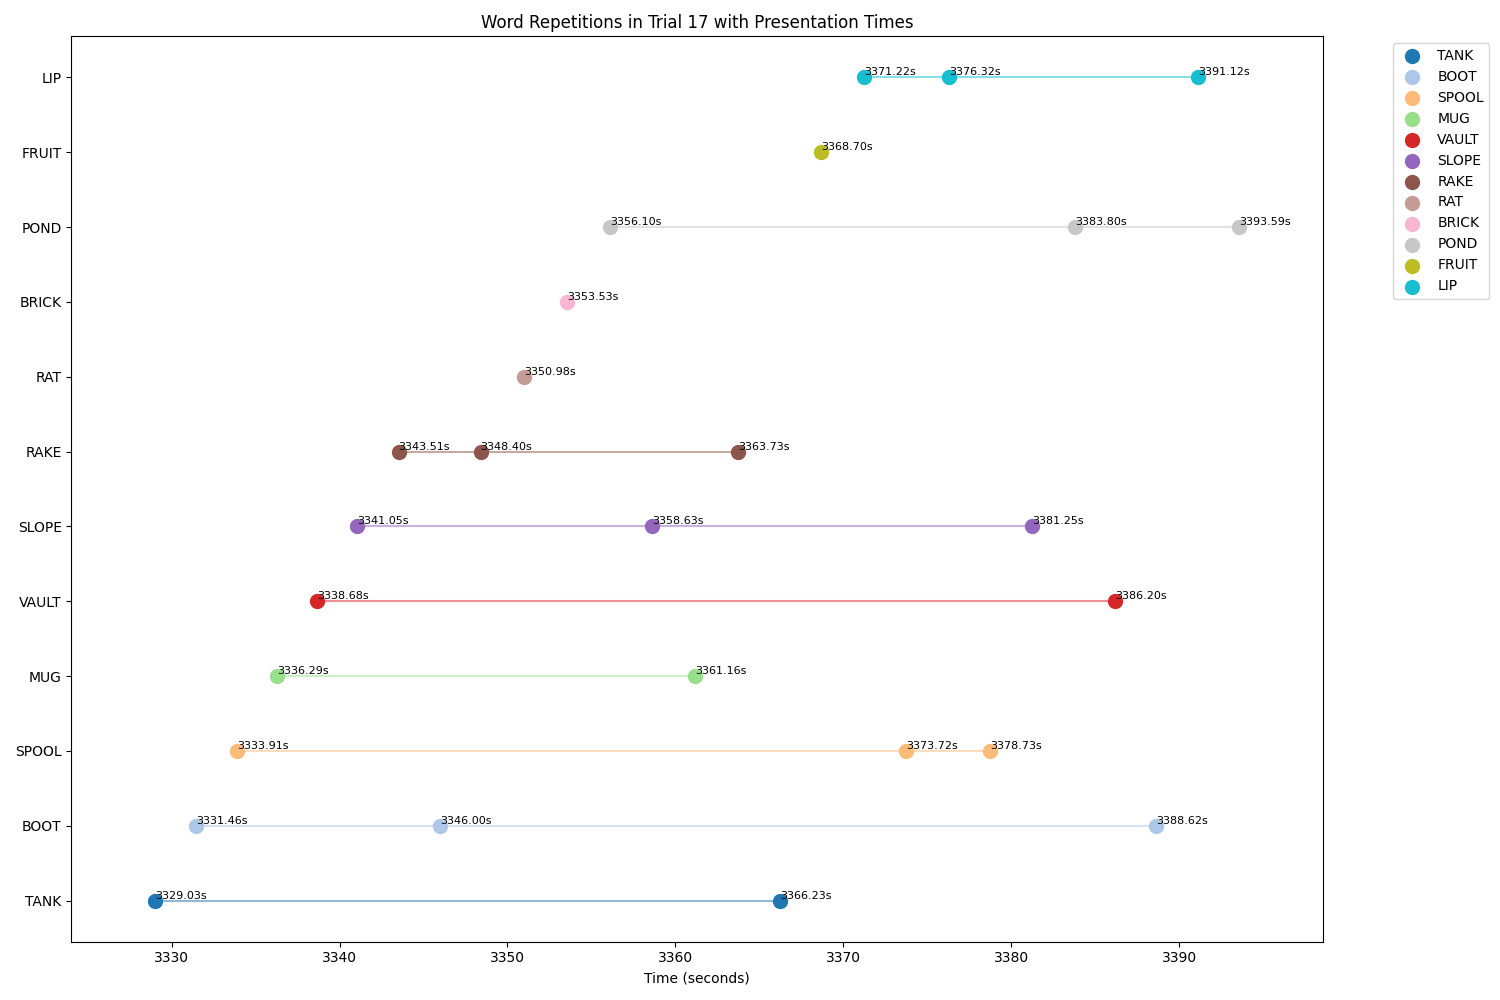 Word Repetitions in Trial 17 with Presentation Times
LIP 3371.22s 3376.32s 3391.12s
FRUIT 3368.70s
POND 3356.10s 3383.80s 3393.59s
BRICK 3353.53s
RAT 3350.98s
RAKE 3343.51s 3348.40s 3363.73s
SLOPE 3341.05s 3358.63s 3381.25s
VAULT 3338.68s 3386.20s
MUG 3336.29s 3361.16s
SPOOL 3333.91s 3373.72s 3378.73s
BOOT 3331.46s 3346.00s 3388.62s
TANK 3329.03s 3366.23s
3330 3340 3350 3360 3370 3380 3390
Time (seconds)
TANK
BOOT
SPOOL
MUG
VAULT
SLOPE
RAKE
RAT
BRICK
POND
FRUIT
LIP